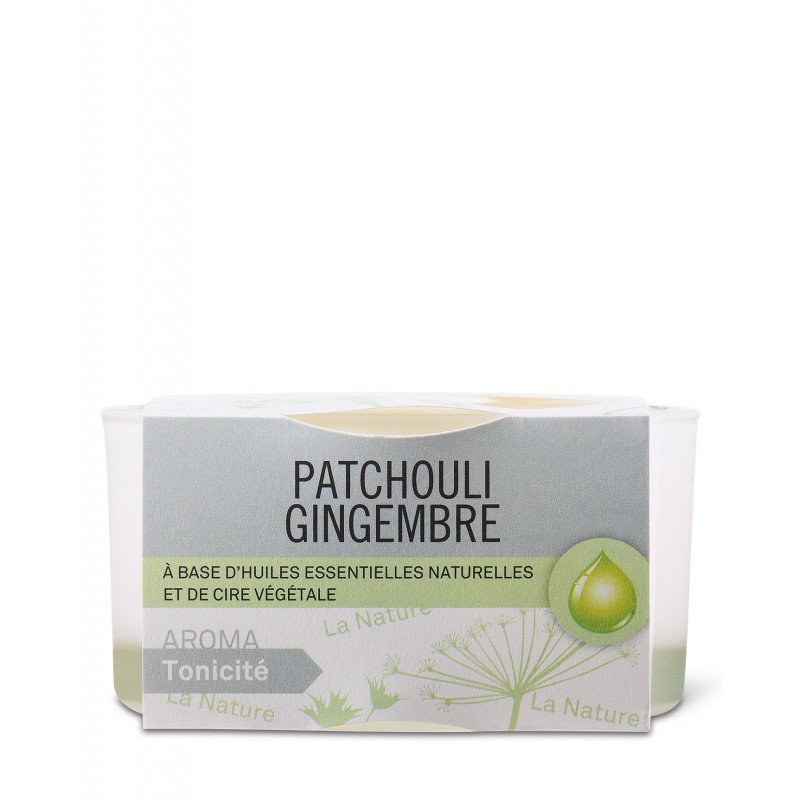 PATCHOULI
GINGEMBRE
À BASE D'HUILES ESSENTIELLES NATURELLES
ET DE CIRE VÉGÉTALE
La Nature
AROMA
Tonicité
La Nature
La Nature